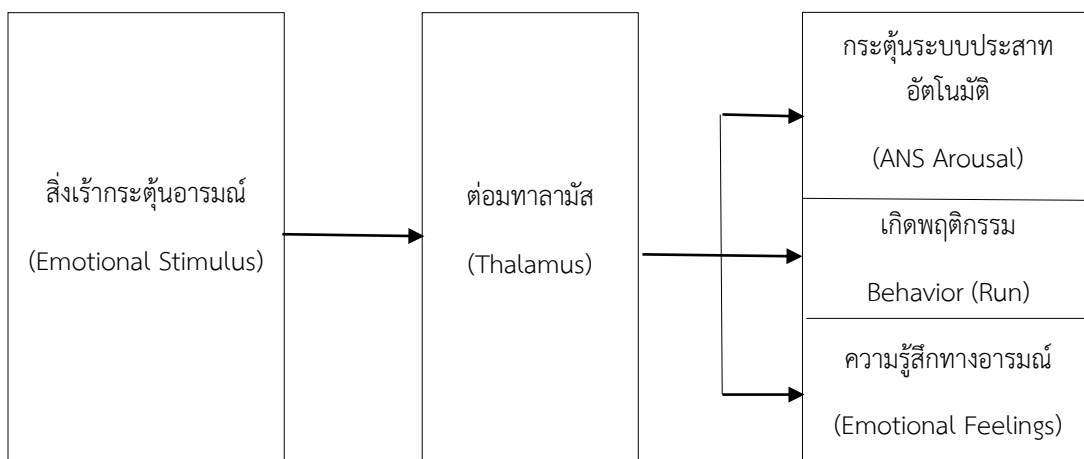 สิ่งเร้ากระตุ้นอารมณ์
(Emotional Stimulus)
ต่อมทาลามัส
(Thalamus)
กระตุ้นระบบประสาท
อัตโนมัติ
(ANS Arousal)
เกิดพฤติกรรม
Behavior (Run)
ความรู้สึกทางอารมณ์
(Emotional Feelings)